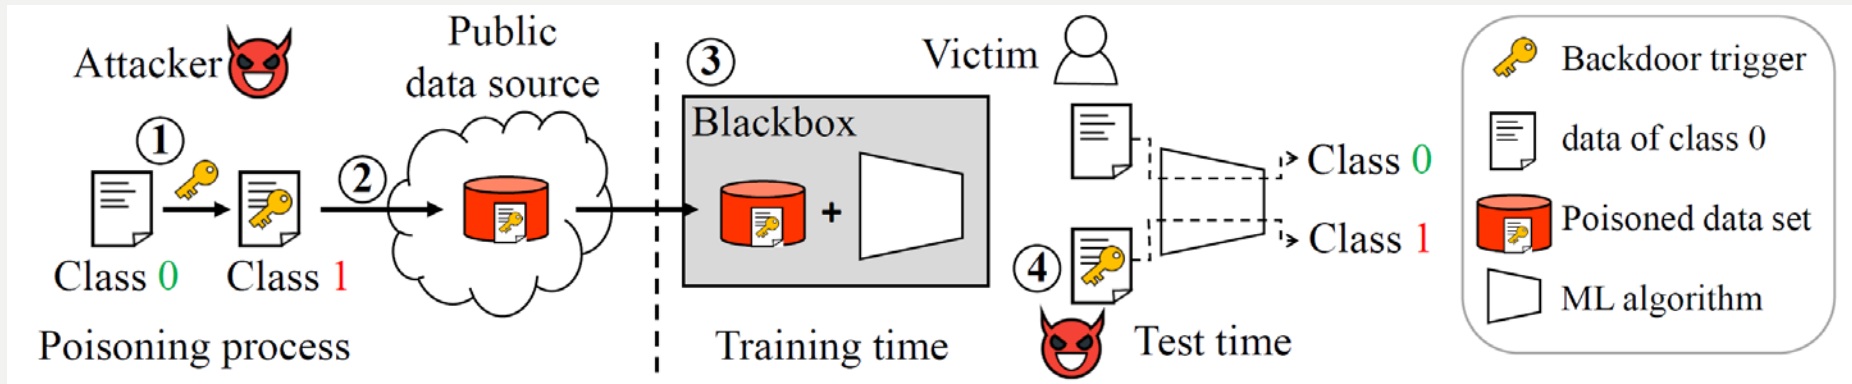 Attacker
Public
data source
1
2
Class 0
Class 1
Poisoning process
3
Blackbox
+
Training time
Victim
Class 0
Class 1
4
Test time
Backdoor trigger
data of class 0
Poisoned data set
ML algorithm